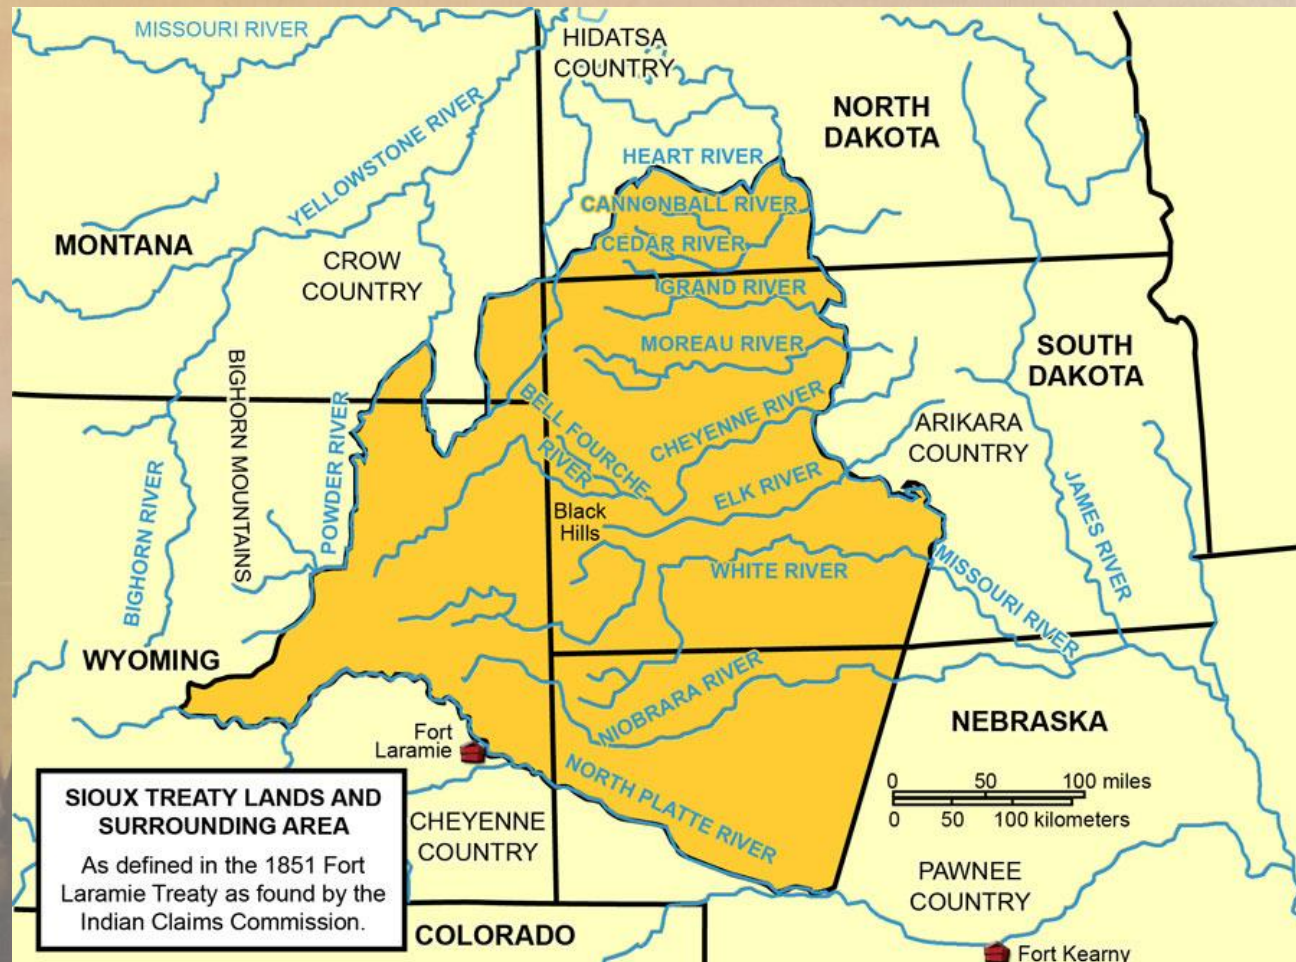 MISSOURI RIVER
HIDATSA
COUNTRY
NORTH
DAKOTA
YELLOWSTONE RIVER
HEART RIVER
CANNONBALL RIVER
CEDAR RIVER
MONTANA
CROW
COUNTRY
GRAND RIVER
MOREAU RIVER
SOUTH
DAKOTA
BIGHORN MOUNTAINS
POWDER RIVER
BELL FOURCHE
RIVER
CHEYENNE RIVER
ARIKARA
COUNTRY
BIGHORN RIVER
ELK RIVER
JAMES RIVER
Black
Hills
WHITE RIVER
MISSOURI RIVER
WYOMING
NIOBRARA RIVER
NEBRASKA
Fort
Laramie
NORTH PLATTE RIVER
0 50 100 miles
0 50 100 kilometers
SIOUX TREATY LANDS AND
SURROUNDING AREA
As defined in the 1851 Fort
Laramie Treaty as found by the
Indian Claims Commission.
CHEYENNE
COUNTRY
PAWNEE
COUNTRY
COLORADO
Fort Kearny